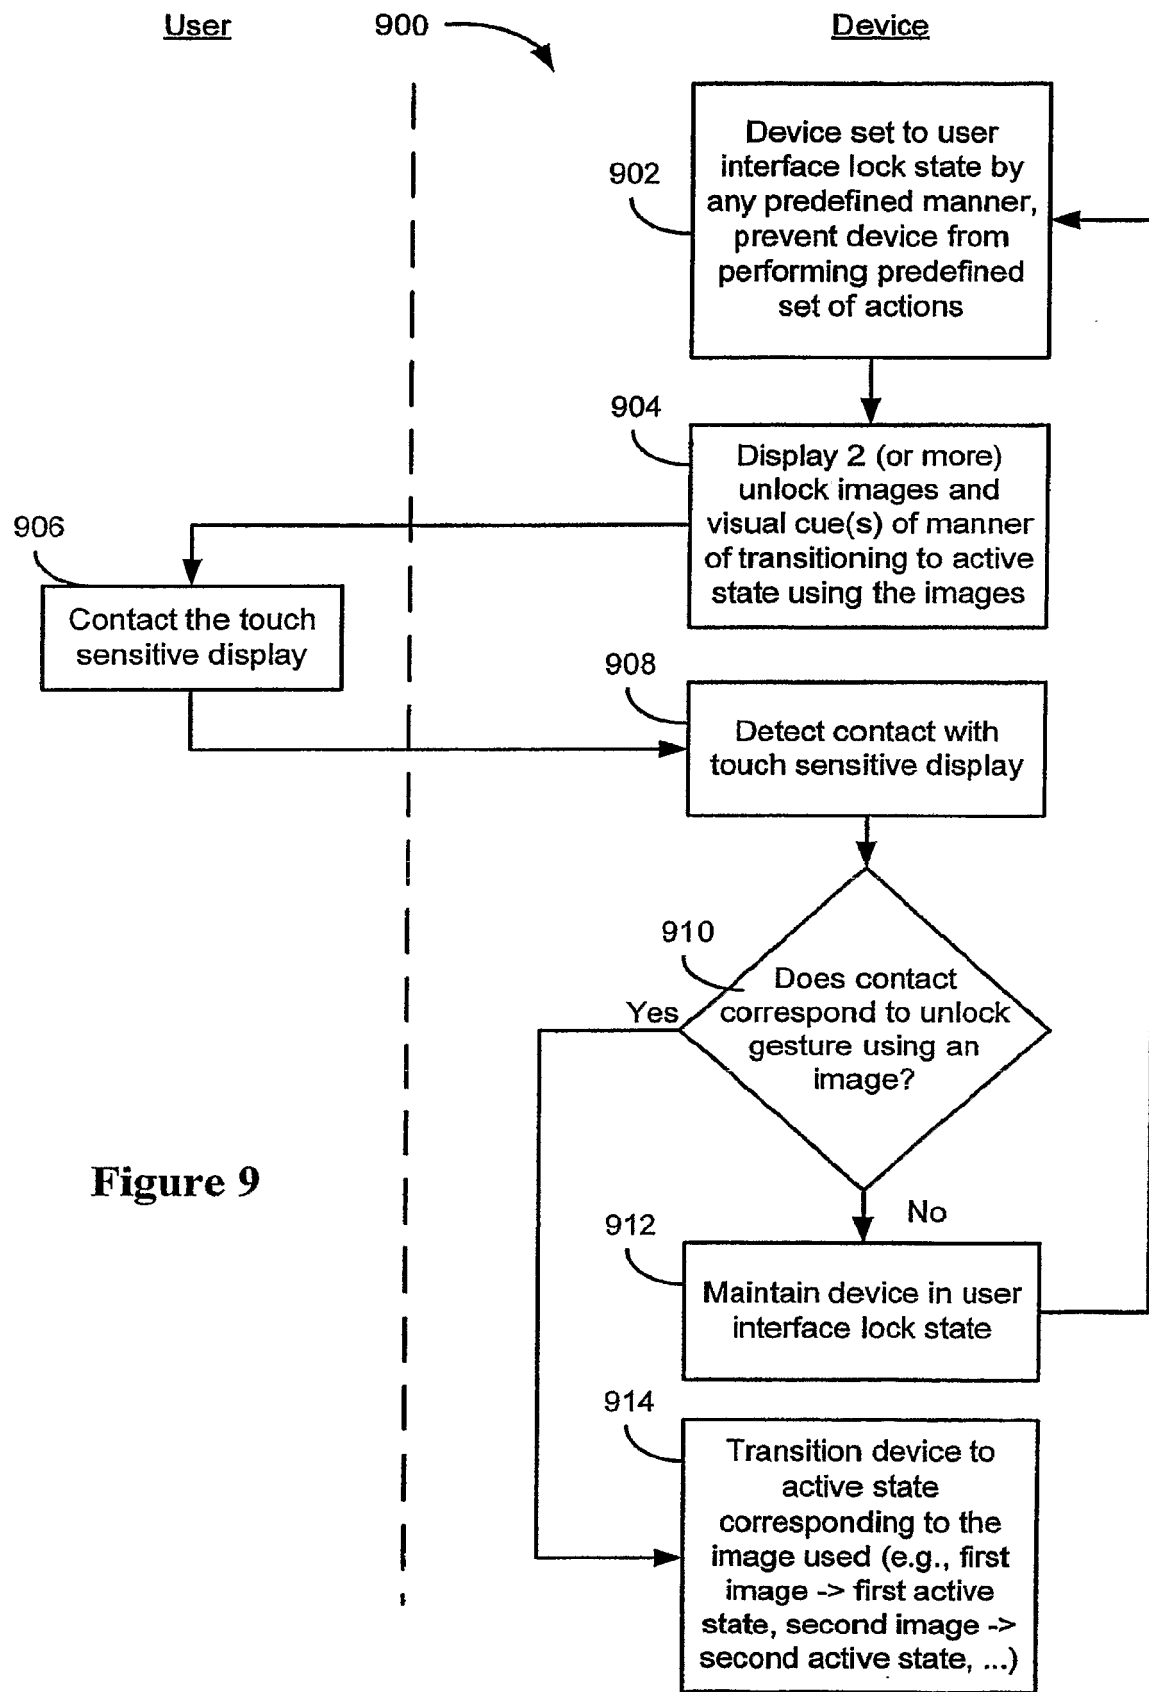 User
900
Device
902
Device set to user
interface lock state by
any predefined manner,
prevent device from
performing predefined
set of actions
904
Display 2 (or more)
unlock images and
visual cue(s) of manner
of transitioning to active
state using the images
906
Contact the touch
sensitive display
908
Detect contact with
touch sensitive display
910
Does contact
correspond to unlock
gesture using an
image?
Yes
No
Figure 9
912
Maintain device in user
interface lock state
914
Transition device to
active state
corresponding to the
image used (e.g., first
image -> first active
state, second image ->
second active state, ...)